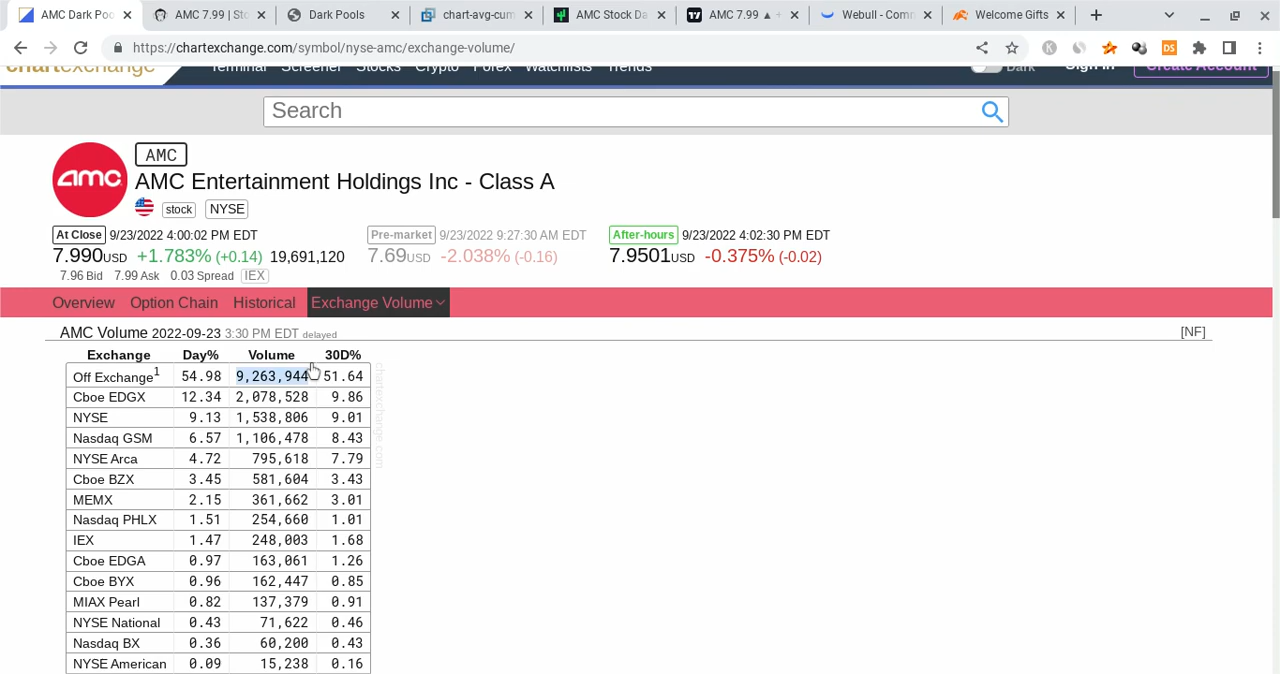 AMC Dark Poo
AMC 7.99 | Sto
Dark Pools
chart-avg-cum
AMC Stock Da
AMC 7.99 ▲ +
Webull - Comm
Welcome Gifts
https://chartexchange.com/symbol/nyse-amc/exchange-volume/
chartexchange Terminal Screener Stocks Crypto Forex Watchlists Trends Dark Sign In Create Account
Search
amc
AMC
AMC Entertainment Holdings Inc - Class A
stock NYSE
At Close 9/23/2022 4:00:02 PM EDT Pre-market 9/23/2022 9:27:30 AM EDT After-hours 9/23/2022 4:02:30 PM EDT
7.990USD +1.783% (+0.14) 19,691,120 7.69USD -2.038% (-0.16) 7.9501USD -0.375% (-0.02)
7.96 Bid 7.99 Ask 0.03 Spread IEX
Overview Option Chain Historical Exchange Volume
AMC Volume 2022-09-23 3:30 PM EDT delayed [NF]
Exchange Day% Volume 30D%
Off Exchange1 54.98 9,263,944 51.64
Cboe EDGX 12.34 2,078,528 9.86
NYSE 9.13 1,538,806 9.01
Nasdaq GSM 6.57 1,106,478 8.43
NYSE Arca 4.72 795,618 7.79
Cboe BZX 3.45 581,604 3.43
MEMX 2.15 361,662 3.01
Nasdaq PHLX 1.51 254,660 1.01
IEX 1.47 248,003 1.68
Cboe EDGA 0.97 163,061 1.26
Cboe BYX 0.96 162,447 0.85
MIAX Pearl 0.82 137,379 0.91
NYSE National 0.43 71,622 0.46
Nasdaq BX 0.36 60,200 0.43
NYSE American 0.09 15,238 0.16
chartexchange.com